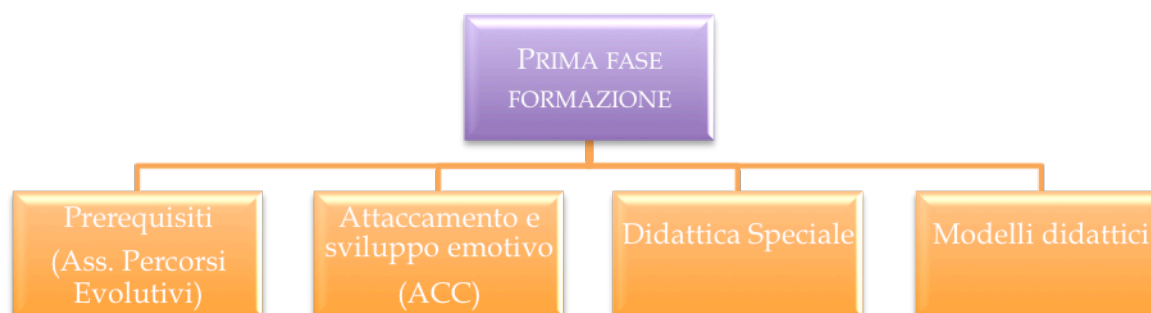 PRIMA FASE
FORMAZIONE
Prerequisiti
(Ass. Percorsi
Evolutivi)
Attaccamento e
sviluppo emotivo
(ACC)
Didattica Speciale
Modelli didattici